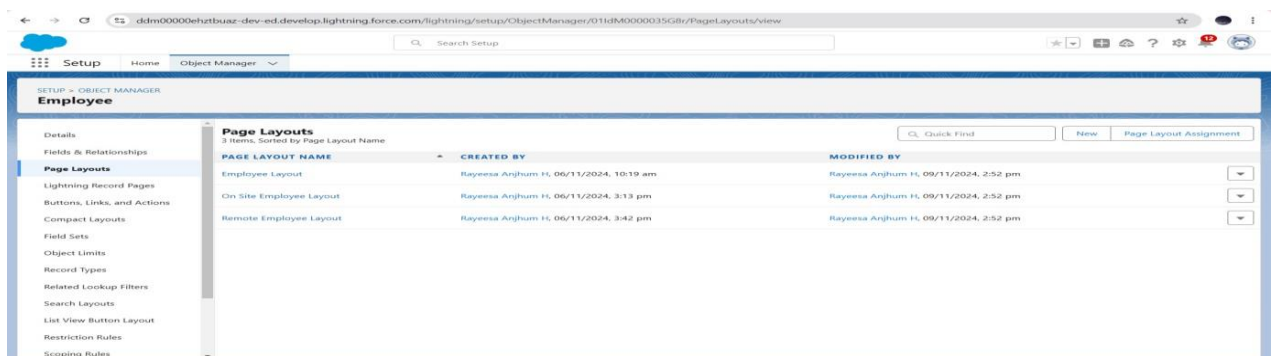 ddm00000ehztbuaz-dev-ed.develop.lightning.force.com/lightning/setup/ObjectManager/01IdM0000035G8r/PageLayouts/view
Search Setup
12
Setup Home Object Manager
SETUP > OBJECT MANAGER
Employee
Details
Fields & Relationships
Page Layouts
Lightning Record Pages
Buttons, Links, and Actions
Compact Layouts
Field Sets
Object Limits
Record Types
Related Lookup Filters
Search Layouts
List View Button Layout
Restriction Rules
Scoping Rules
Page Layouts
3 Items, Sorted by Page Layout Name
Quick Find New Page Layout Assignment
PAGE LAYOUT NAME CREATED BY MODIFIED BY
Employee Layout Rayeesa Anjhum H, 06/11/2024, 10:19 am Rayeesa Anjhum H, 09/11/2024, 2:52 pm
On Site Employee Layout Rayeesa Anjhum H, 06/11/2024, 3:13 pm Rayeesa Anjhum H, 09/11/2024, 2:52 pm
Remote Employee Layout Rayeesa Anjhum H, 06/11/2024, 3:42 pm Rayeesa Anjhum H, 09/11/2024, 2:52 pm